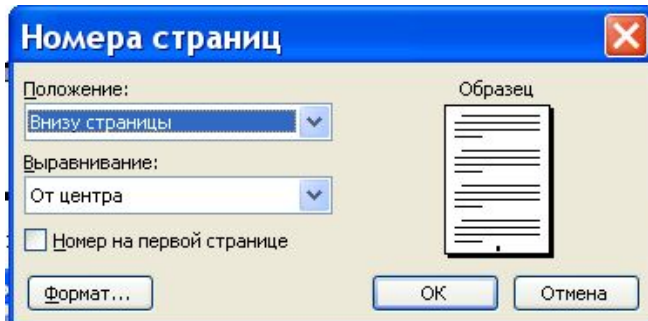 Номера страниц
Положение:
Образец
Внизу страницы
Выравнивание:
От центра
Номер на первой странице
Формат...
ОК
Отмена